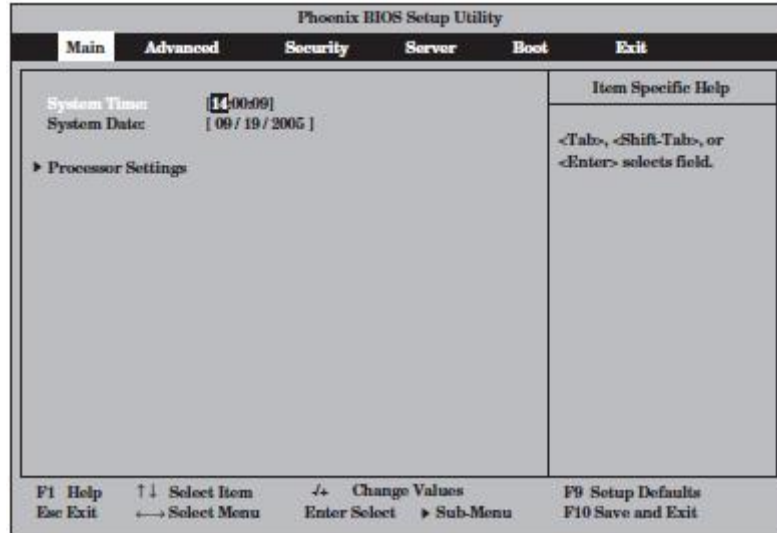 Phoenix BIOS Setup Utility
Main Advanced Security Server Boot Exit
System Time: [14:00:09]
System Date: [ 09 / 19 / 2005 ]
▶ Processor Settings
Item Specific Help
<Tab>, <Shift-Tab>, or
<Enter> selects field.
F1 Help ↑↓ Select Item -/+ Change Values F9 Setup Defaults
Esc Exit ←→ Select Menu Enter Select ▶ Sub-Menu F10 Save and Exit